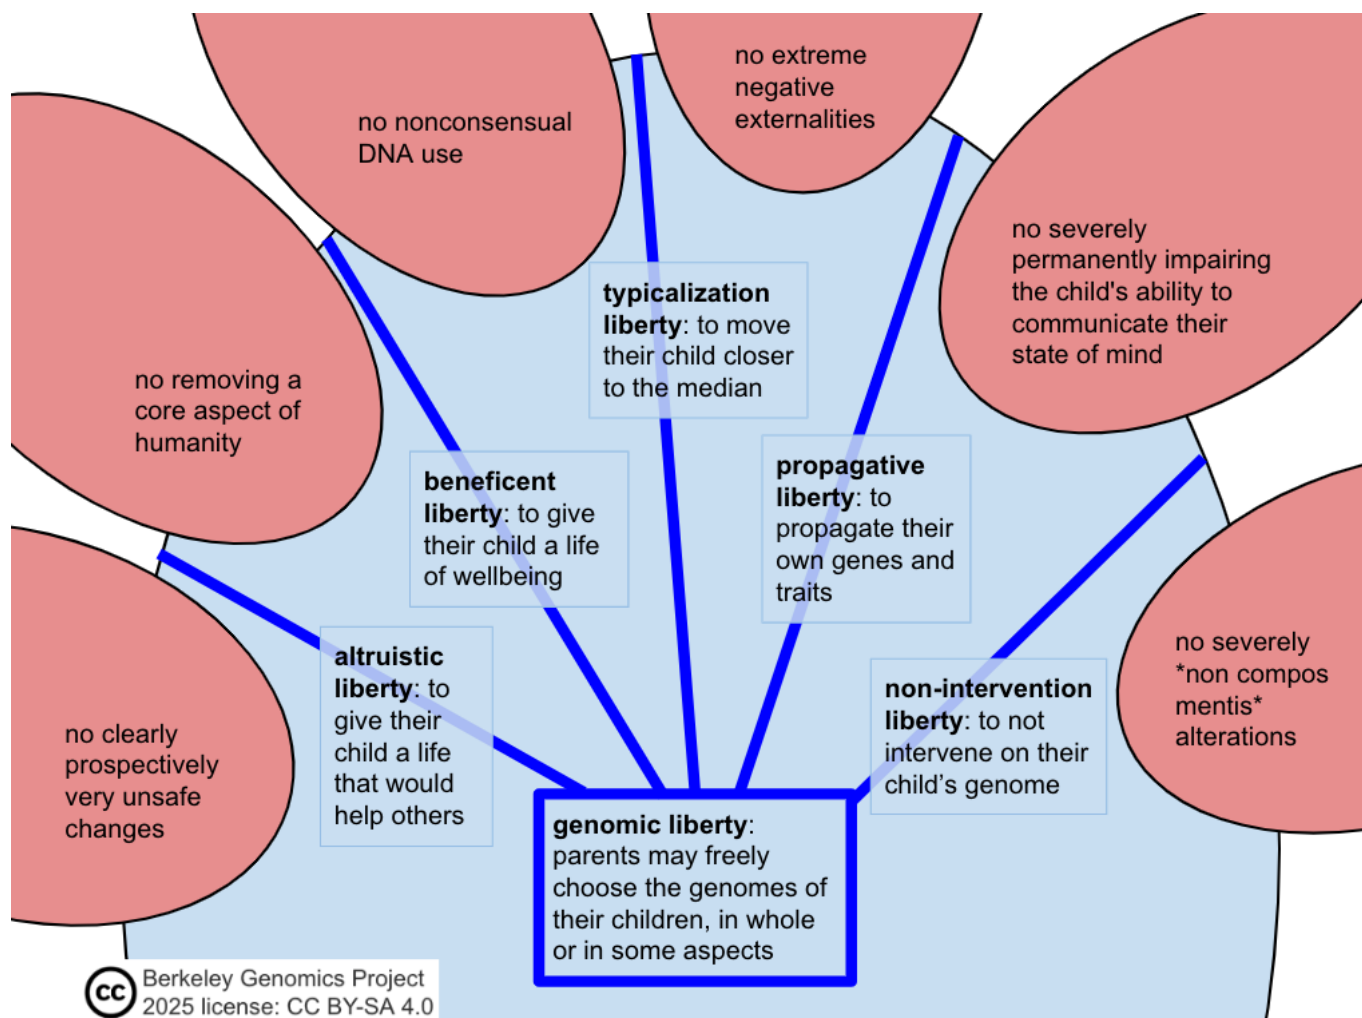 no extreme
negative
externalities
no nonconsensual
DNA use
no severely
permanently impairing
the child's ability to
communicate their
state of mind
typicalization
liberty: to move
their child closer
to the median
no removing a
core aspect of
humanity
beneficent
liberty: to give
their child a life
of wellbeing
propagative
liberty: to
propagate their
own genes and
traits
altruistic
liberty: to
give their
child a life
that would
help others
non-intervention
liberty: to not
intervene on their
child’s genome
no severely
*non compos
mentis*
alterations
no clearly
prospectively
very unsafe
changes
genomic liberty:
parents may freely
choose the genomes of
their children, in whole
or in some aspects
cc
Berkeley Genomics Project
2025 license: CC BY-SA 4.0